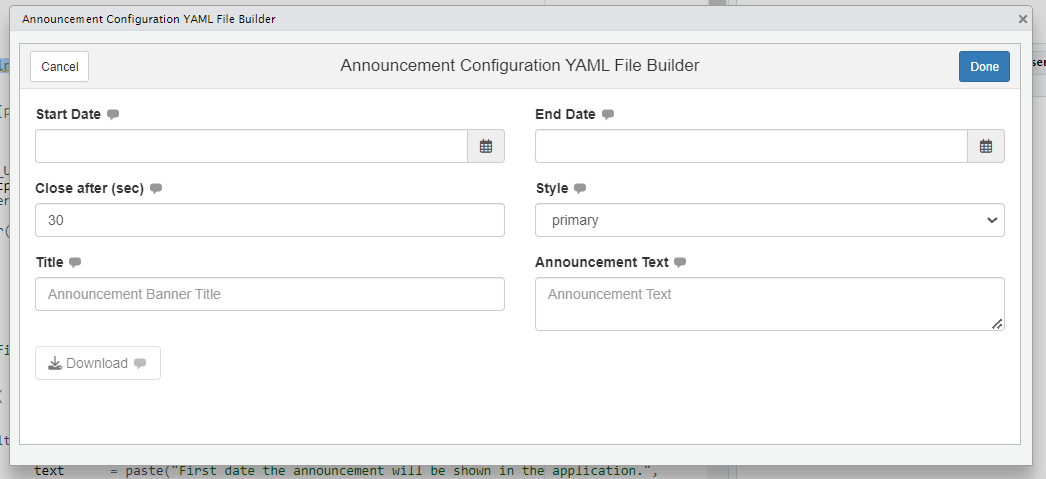 Announcement Configuration YAML File Builder
Cancel
Announcement Configuration YAML File Builder
Done
Start Date
End Date
Close after (sec)
Style
30
primary
Title
Announcement Text
Announcement Banner Title
Announcement Text
Download
text = paste("First date the announcement will be shown in the application.",